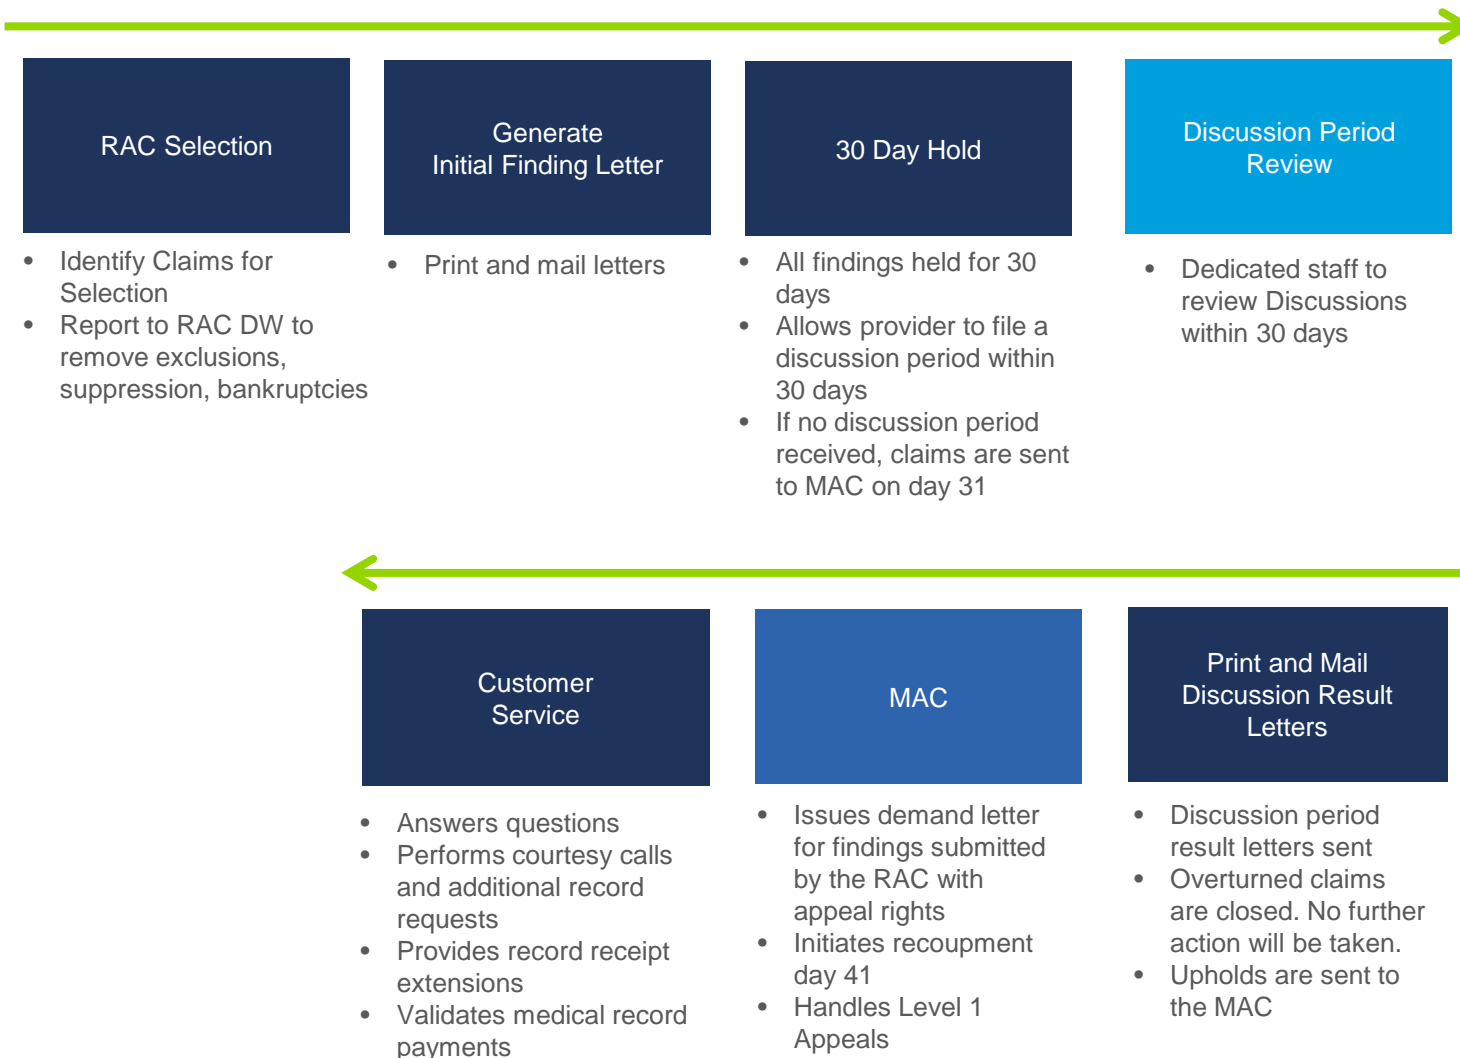 RAC Selection
• Identify Claims for
Selection
• Report to RAC DW to
remove exclusions,
suppression, bankruptcies
Generate
Initial Finding Letter
• Print and mail letters
30 Day Hold
• All findings held for 30
days
• Allows provider to file a
discussion period within
30 days
• If no discussion period
received, claims are sent
to MAC on day 31
Discussion Period
Review
• Dedicated staff to
review Discussions
within 30 days
Print and Mail
Discussion Result
Letters
• Discussion period
result letters sent
• Overturned claims
are closed. No further
action will be taken.
• Upholds are sent to
the MAC
MAC
• Issues demand letter
for findings submitted
by the RAC with
appeal rights
• Initiates recoupment
day 41
• Handles Level 1
Appeals
Customer
Service
• Answers questions
• Performs courtesy calls
and additional record
requests
• Provides record receipt
extensions
• Validates medical record
payments